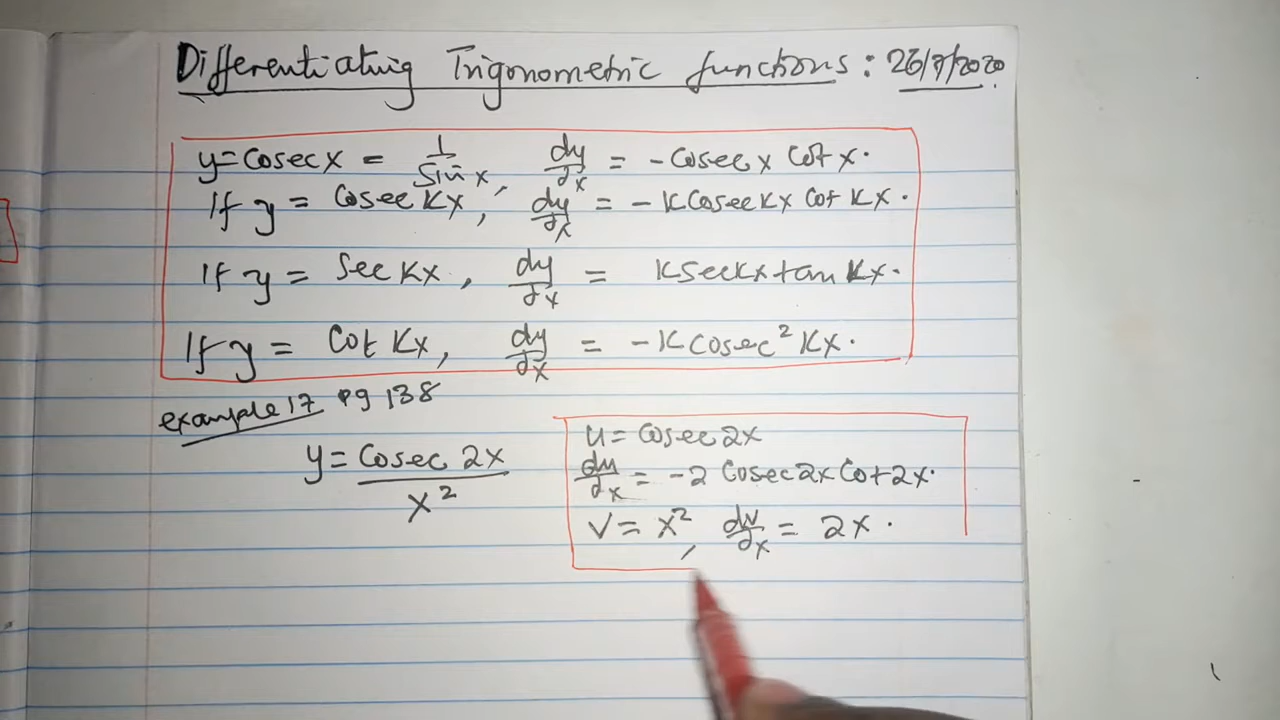 Differentiating Trigonometric functions : 26/7/2020
y = Cosec x = 1/Sin x , dy/dx = -Cosec x Cot x.
If y = Cosec Kx , dy/dx = -K Cosec Kx Cot Kx.
If y = Sec Kx , dy/dx = K Sec Kx tan Kx.
If y = Cot Kx, dy/dx = -K Cosec² Kx.
example 17 pg 138
y = Cosec 2x / x²
u = Cosec 2x
du/dx = -2 Cosec 2x Cot 2x.
V = x² , dv/dx = 2x.